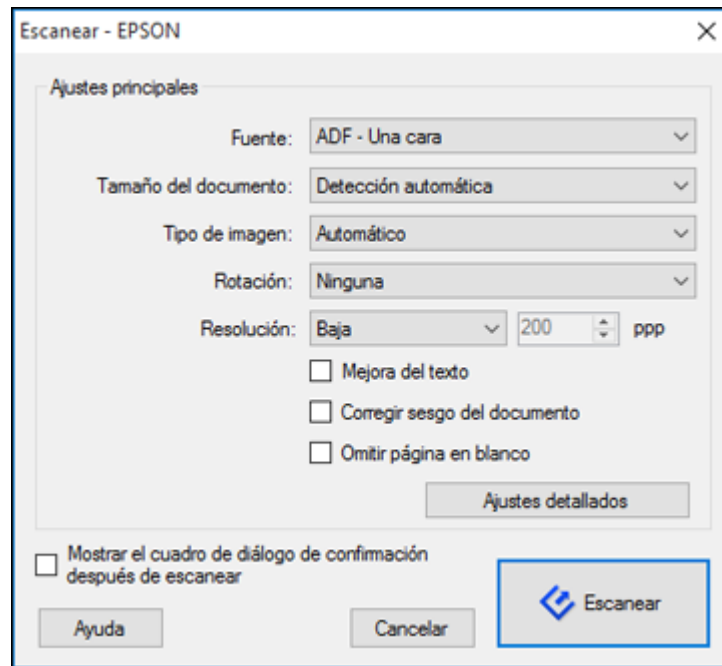 Escanear - EPSON
Ajustes principales
Fuente: ADF - Una cara
Tamaño del documento: Detección automática
Tipo de imagen: Automático
Rotación: Ninguna
Resolución: Baja 200 ppp
Mejora del texto
Corregir sesgo del documento
Omitir página en blanco
Ajustes detallados
Mostrar el cuadro de diálogo de confirmación
después de escanear
Ayuda Cancelar Escanear